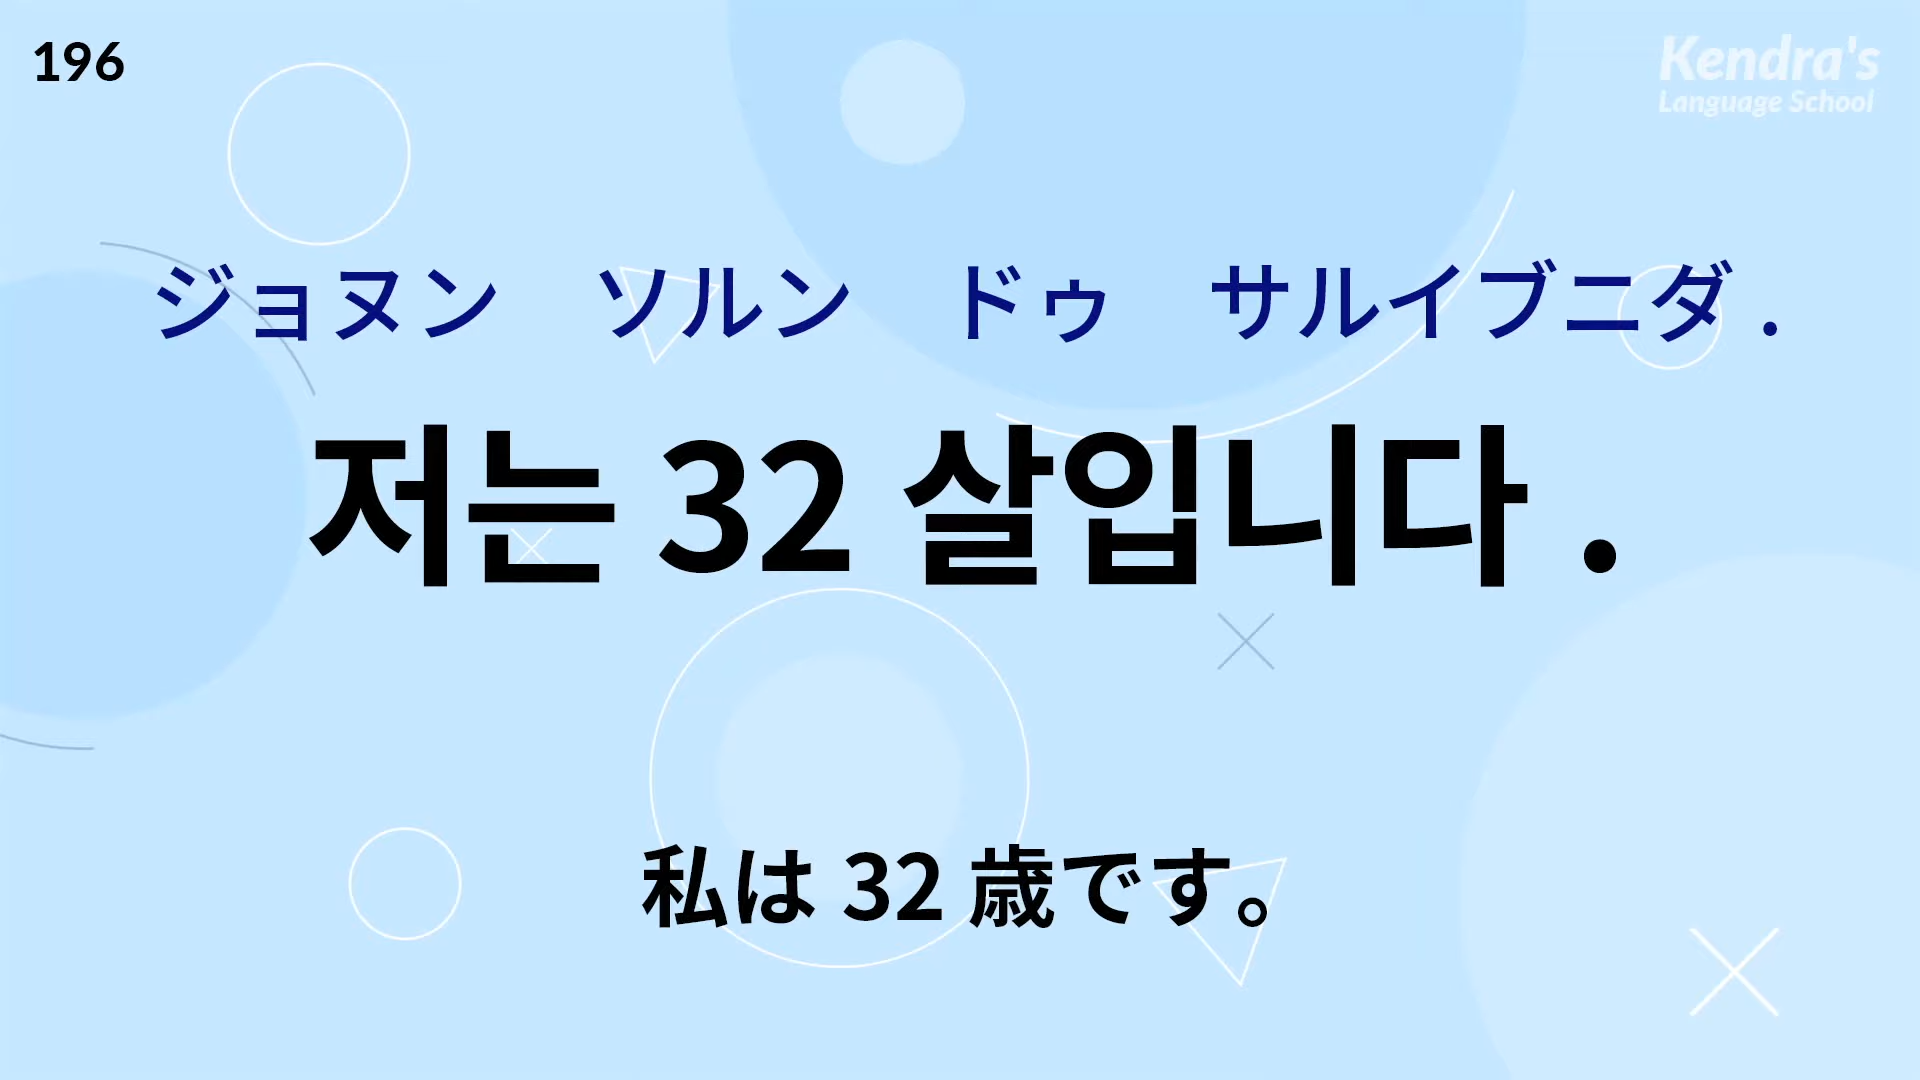 196
Kendra's
Language School
ジョヌン　ソルン　ドゥ　サルイブニダ .
저는 32 살입니다 .
私は 32 歳です。